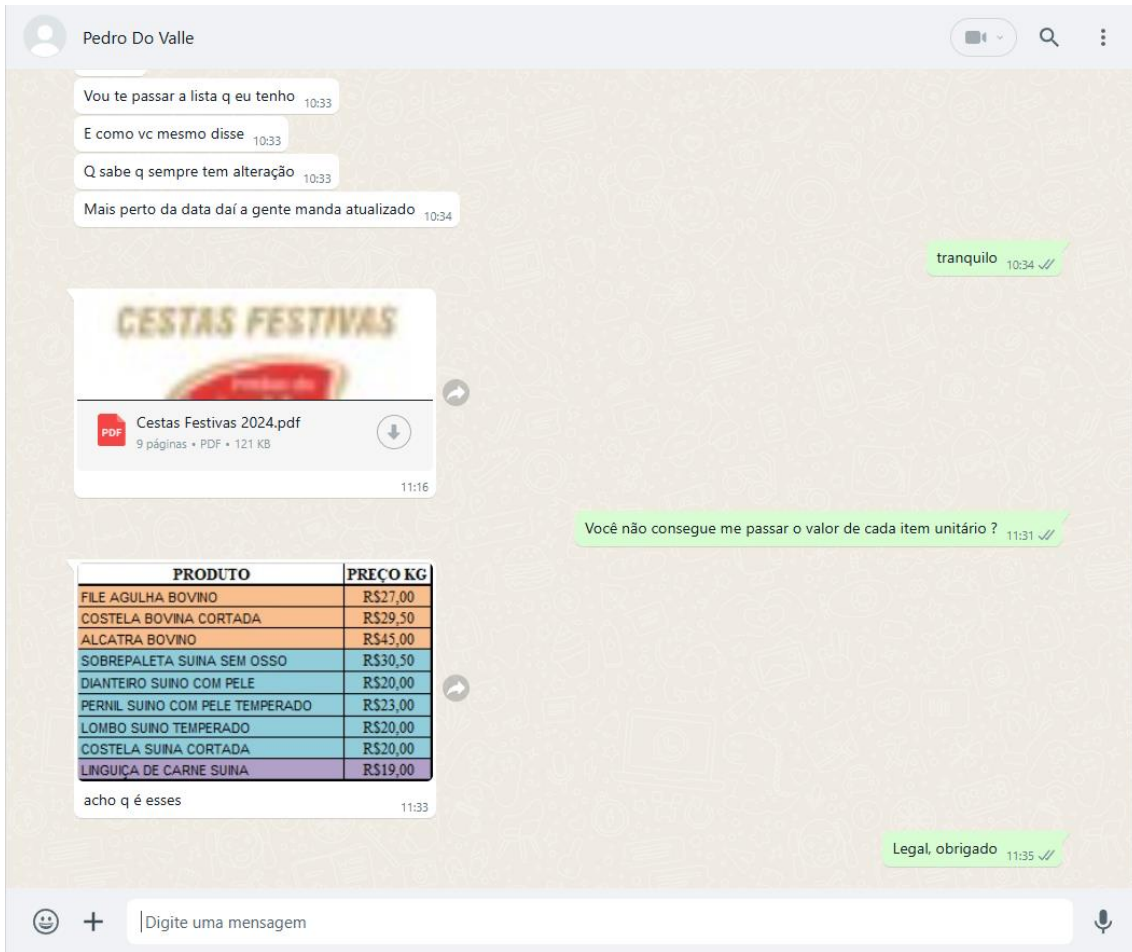 Pedro Do Valle
Vou te passar a lista q eu tenho 10:33
E como vc mesmo disse 10:33
Q sabe q sempre tem alteração 10:33
Mais perto da data daí a gente manda atualizado 10:34
tranquilo 10:34
CESTAS FESTIVAS
PDF
Cestas Festivas 2024.pdf
9 páginas • PDF • 121 KB
11:16
Você não consegue me passar o valor de cada item unitário ? 11:31
PRODUTO PREÇO KG
FILE AGULHA BOVINO R$27,00
COSTELA BOVINA CORTADA R$29,50
ALCATRA BOVINO R$45,00
SOBREPALETA SUINA SEM OSSO R$30,50
DIANTEIRO SUINO COM PELE R$20,00
PERNIL SUINO COM PELE TEMPERADO R$23,00
LOMBO SUINO TEMPERADO R$20,00
COSTELA SUINA CORTADA R$20,00
LINGUIÇA DE CARNE SUINA R$19,00
acho q é esses 11:33
Legal, obrigado 11:35
Digite uma mensagem